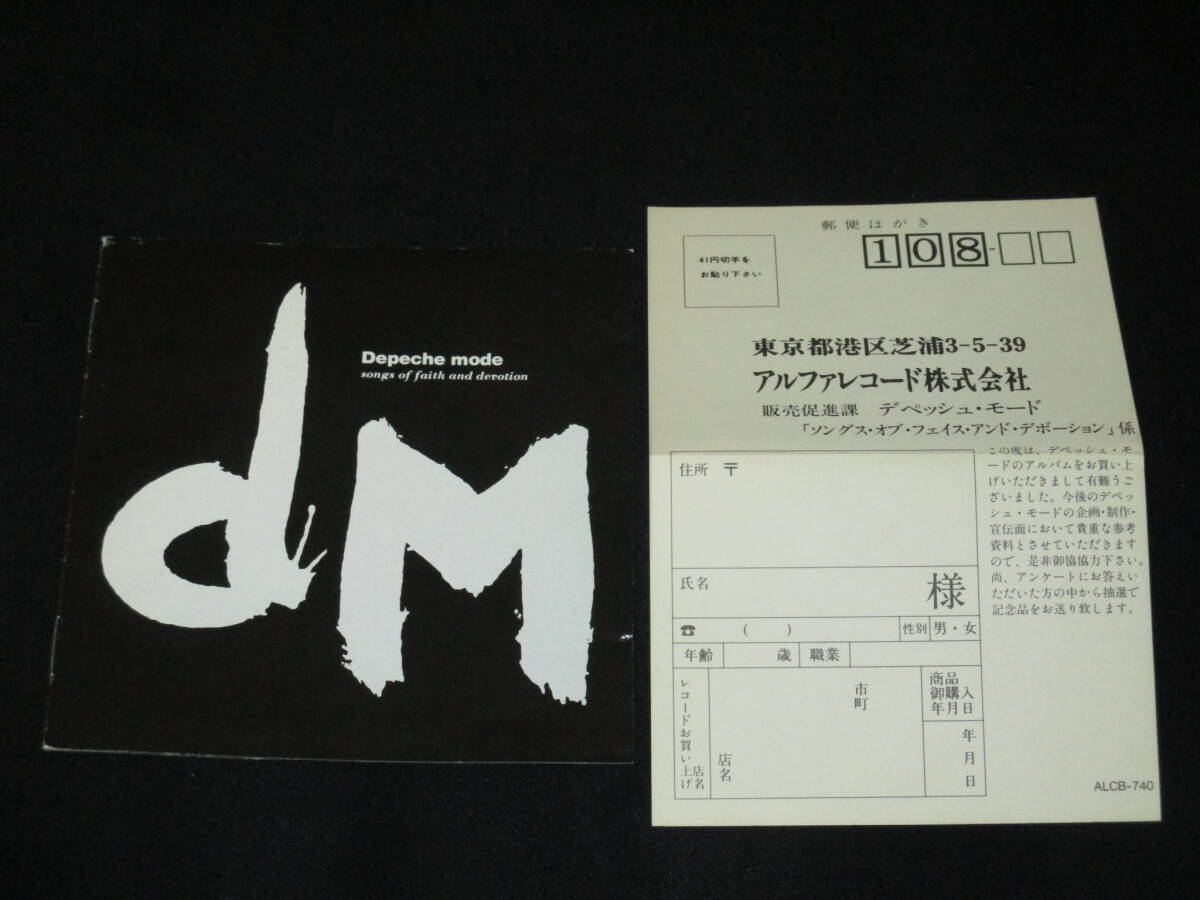 dM
Depeche mode
songs of faith and devotion
郵便はがき
41円切手を
お貼り下さい
108-
東京都港区芝浦3-5-39
アルファレコード株式会社
販売促進課 デペッシュ・モード
「ソングス・オブ・フェイス・アンド・デボーション」係
この度は、デペッシュ・モ
ードのアルバムをお買い上
げいただきまして有難うご
ざいました。今後のデペッ
シュ・モードの企画・制作・
宣伝面において貴重な参考
資料とさせていただきます
ので、是非御協協力下さい。
尚、アンケートにお答えい
ただいた方の中から抽選で
記念品をお送り致します。
住所 〒
氏名
様
☎ ( )
性別 男・女
年齢 歳 職業
レコードお買い上げ店名
市
町
店名
商品
御購入
年月日
年
月
日
ALCB-740